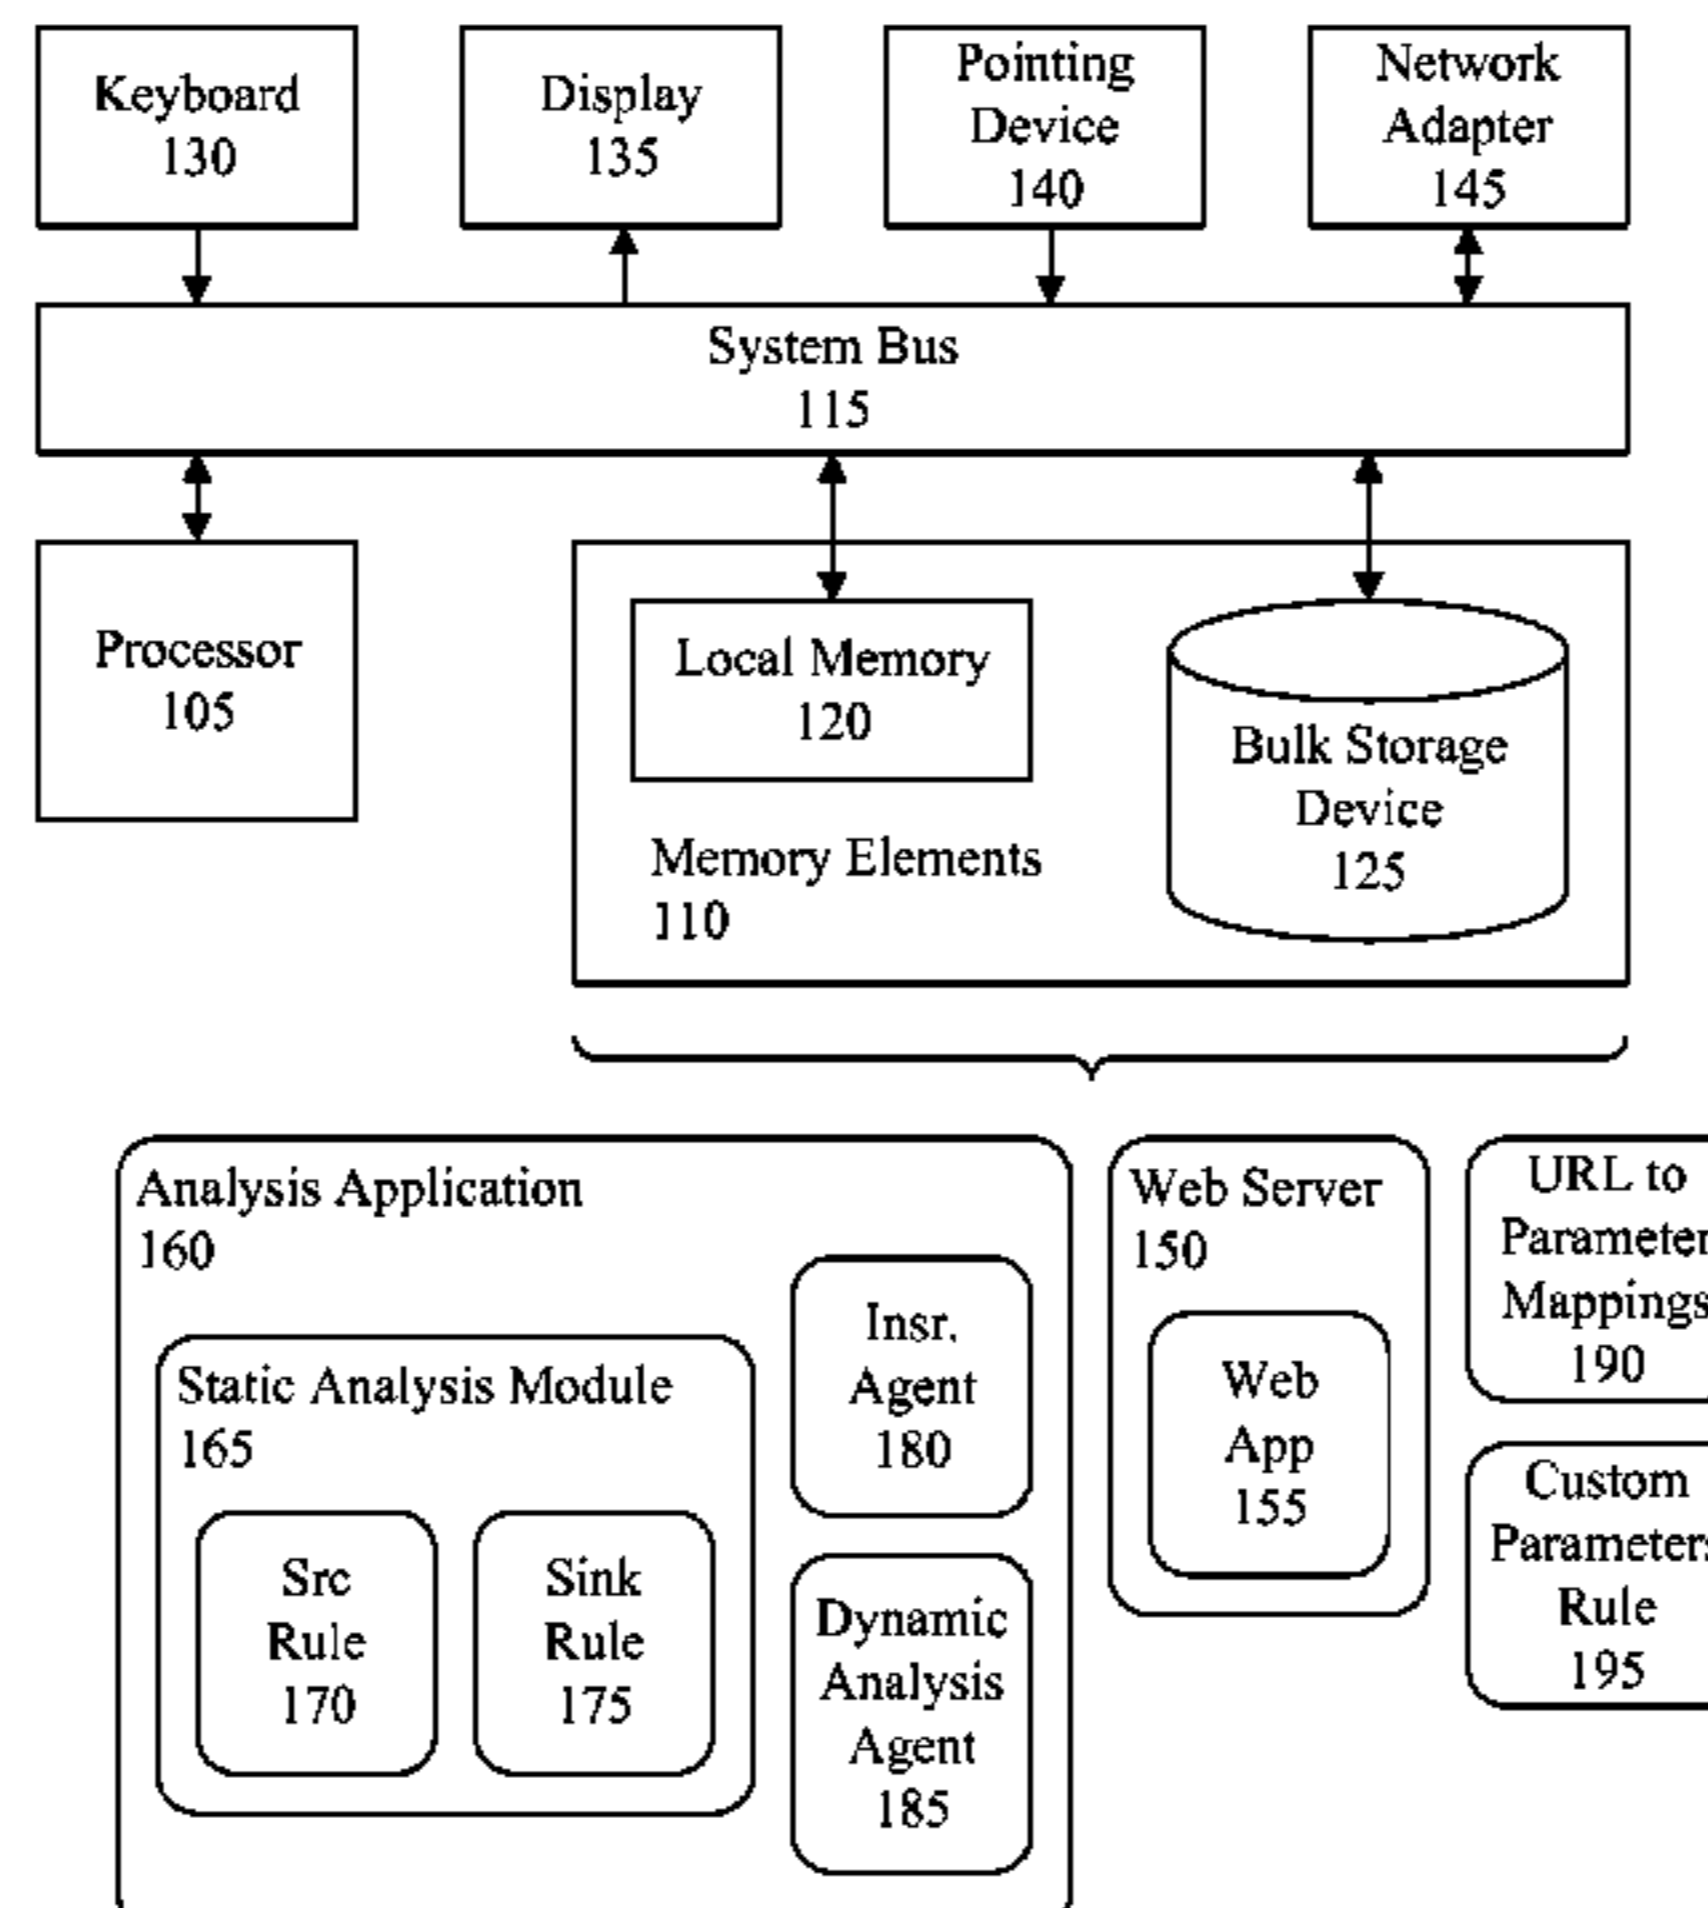 Keyboard
130
Display
135
Pointing
Device
140
Network
Adapter
145
System Bus
115
Processor
105
Local Memory
120
Memory Elements
110
Bulk Storage
Device
125
Analysis Application
160
Static Analysis Module
165
Src
Rule
170
Sink
Rule
175
Insr.
Agent
180
Dynamic
Analysis
Agent
185
Web Server
150
Web
App
155
URL to
Parameter
Mappings
190
Custom
Parameters
Rule
195